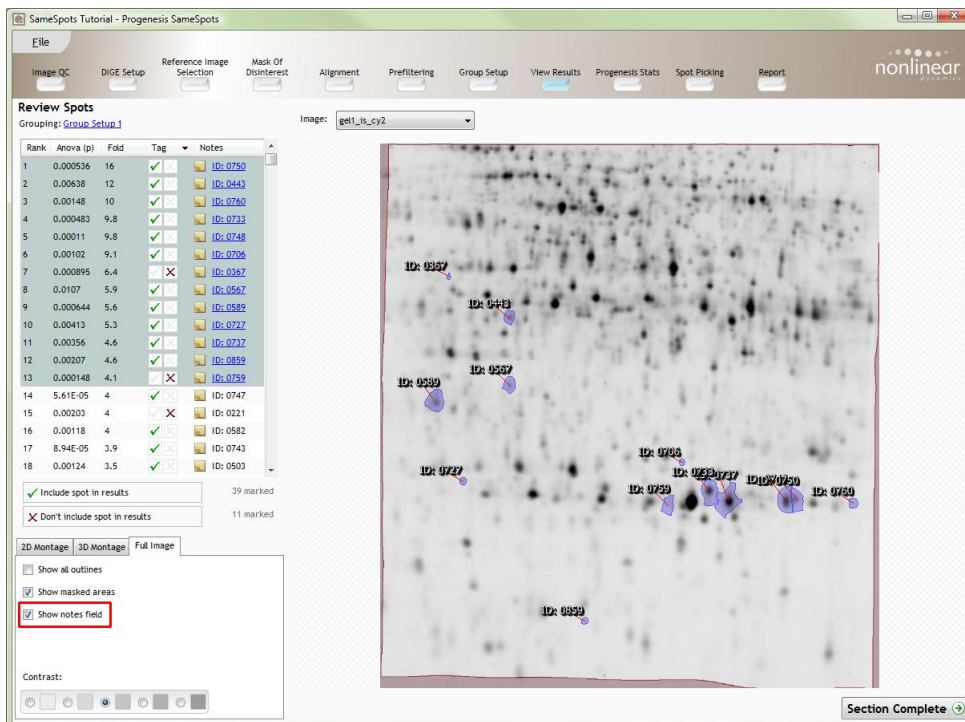 SameSpots Tutorial - Progenesis SameSpots
File
Image QC
DIGE Setup
Reference Image
Selection
Mask Of
Disinterest
Alignment
Prefiltering
Group Setup
View Results
Progenesis Stats
Spot Picking
Report
nonlinear
dynamics
Review Spots
Grouping: Group Setup 1
Image: gel1_is_cy2
Rank Anova (p) Fold Tag Notes
1 0.000536 16 ID: 0750
2 0.00638 12 ID: 0443
3 0.00148 10 ID: 0760
4 0.000483 9.8 ID: 0733
5 0.00011 9.8 ID: 0748
6 0.00102 9.1 ID: 0706
7 0.000895 6.4 ID: 0367
8 0.0107 5.9 ID: 0567
9 0.000644 5.6 ID: 0589
10 0.00413 5.3 ID: 0727
11 0.00356 4.6 ID: 0737
12 0.00207 4.6 ID: 0859
13 0.000148 4.1 ID: 0759
14 5.61E-05 4 ID: 0747
15 0.00203 4 ID: 0221
16 0.00118 4 ID: 0582
17 8.94E-05 3.9 ID: 0743
18 0.00124 3.5 ID: 0503
Include spot in results 39 marked
Don't include spot in results 11 marked
2D Montage 3D Montage Full Image
Show all outlines
Show masked areas
Show notes field
Contrast:
ID: 0367
ID: 0443
ID: 0567
ID: 0589
ID: 0706
ID: 0727
ID: 0733
0737
ID: 0759
0750
ID: 0760
ID: 0859
Section Complete